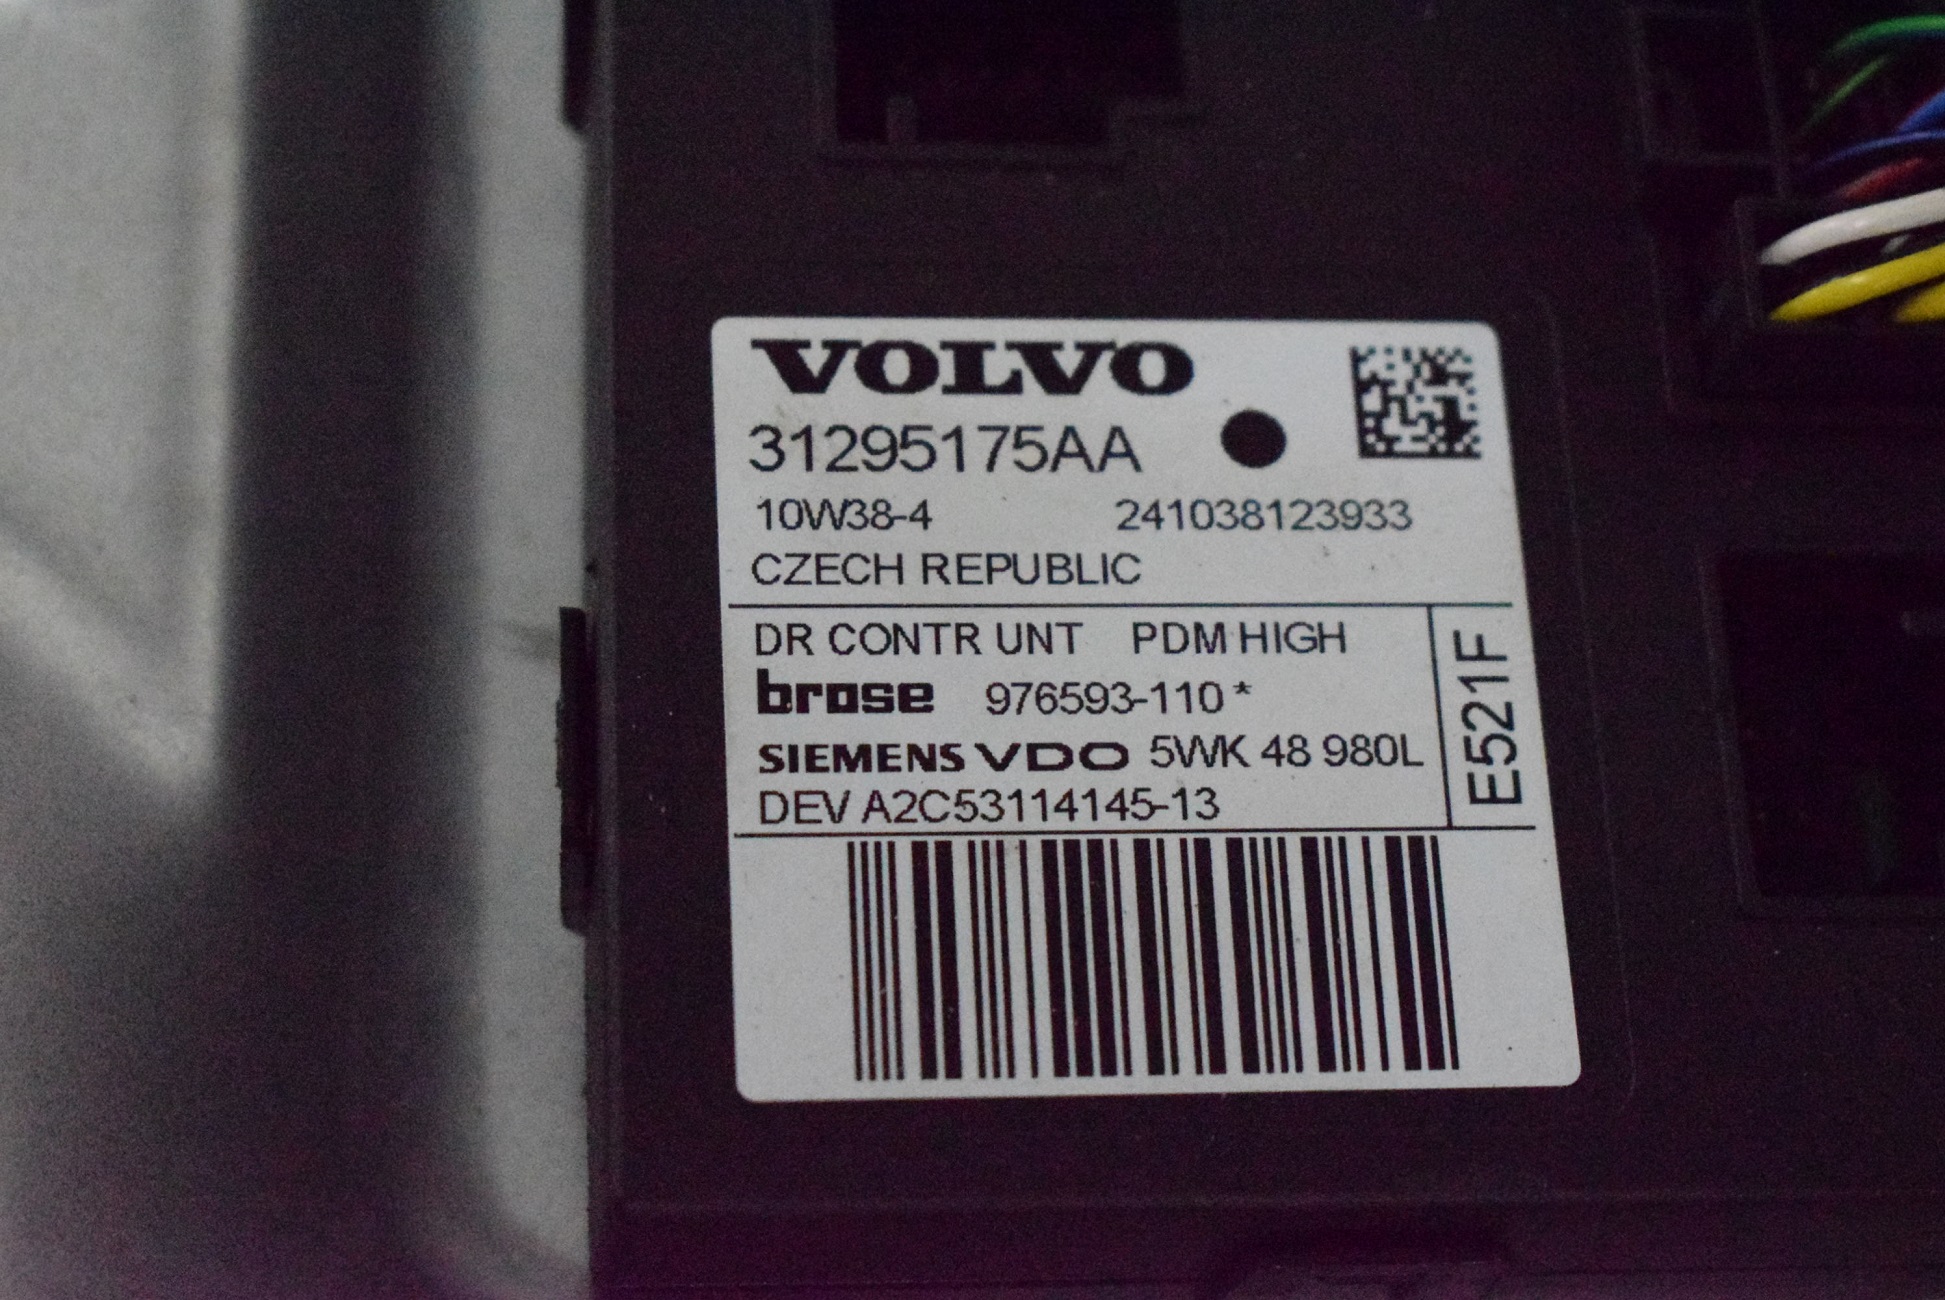 VOLVO
31295175AA
10W38-4 241038123933
CZECH REPUBLIC
DR CONTR UNT PDM HIGH
brose 976593-110 *
SIEMENS VDO 5WK 48 980L
DEV A2C53114145-13
E521F